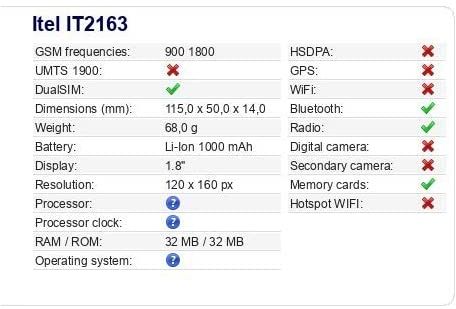 Itel IT2163
GSM frequencies: 900 1800
UMTS 1900:
DualSIM:
Dimensions (mm): 115,0 x 50,0 x 14,0
Weight: 68,0 g
Battery: Li-Ion 1000 mAh
Display: 1.8"
Resolution: 120 x 160 px
Processor: ?
Processor clock: ?
RAM / ROM: 32 MB / 32 MB
Operating system: ?
HSDPA:
GPS:
WiFi:
Bluetooth:
Radio:
Digital camera:
Secondary camera:
Memory cards:
Hotspot WIFI: